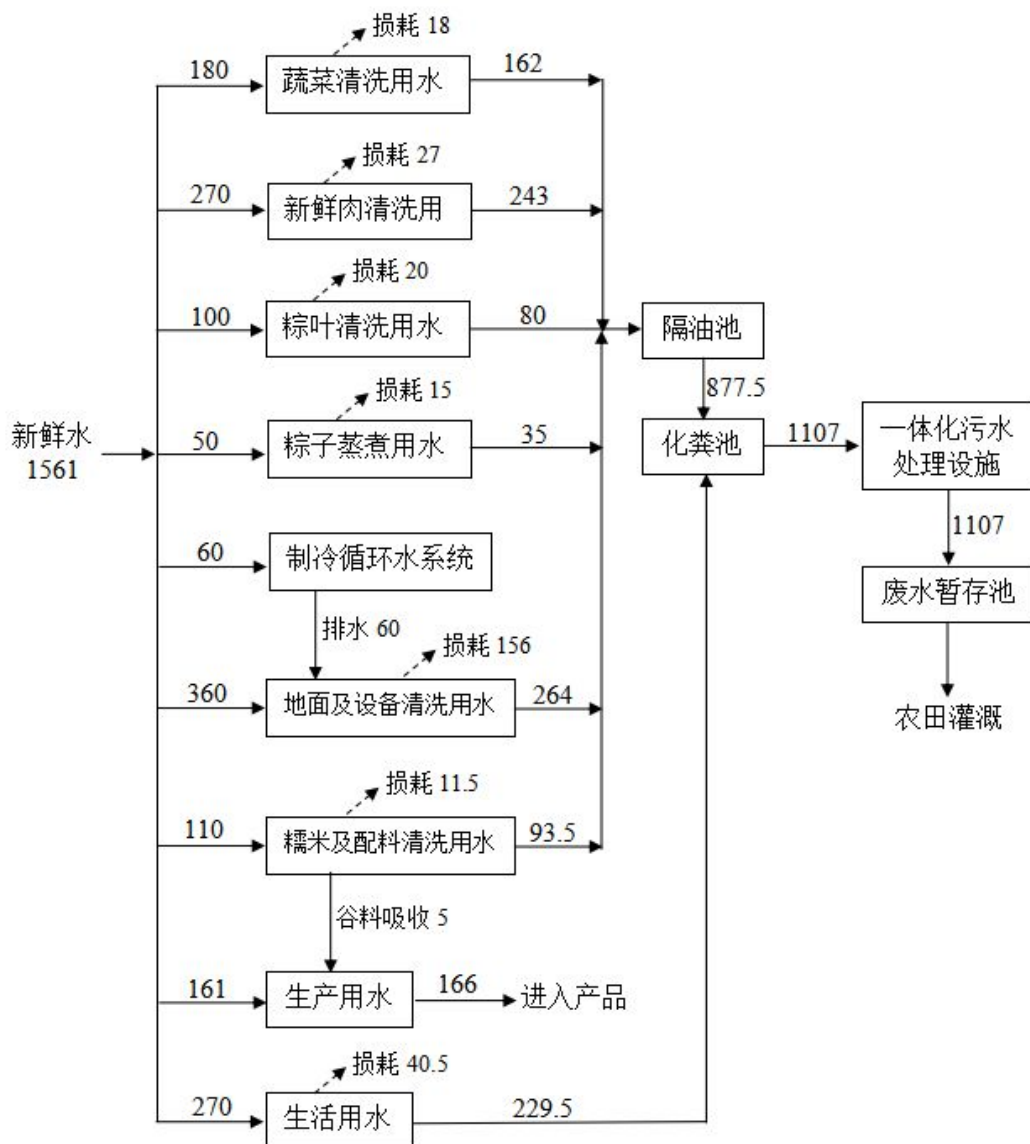 损耗 18
180
蔬菜清洗用水
162
损耗 27
270
新鲜肉清洗用
243
损耗 20
100
粽叶清洗用水
80
隔油池
877.5
损耗 15
新鲜水
1561
50
粽子蒸煮用水
35
化粪池
1107
一体化污水
处理设施
1107
60
制冷循环水系统
废水暂存池
排水 60
损耗 156
360
地面及设备清洗用水
264
农田灌溉
损耗 11.5
110
糯米及配料清洗用水
93.5
谷料吸收 5
161
生产用水
166
进入产品
损耗 40.5
270
生活用水
229.5